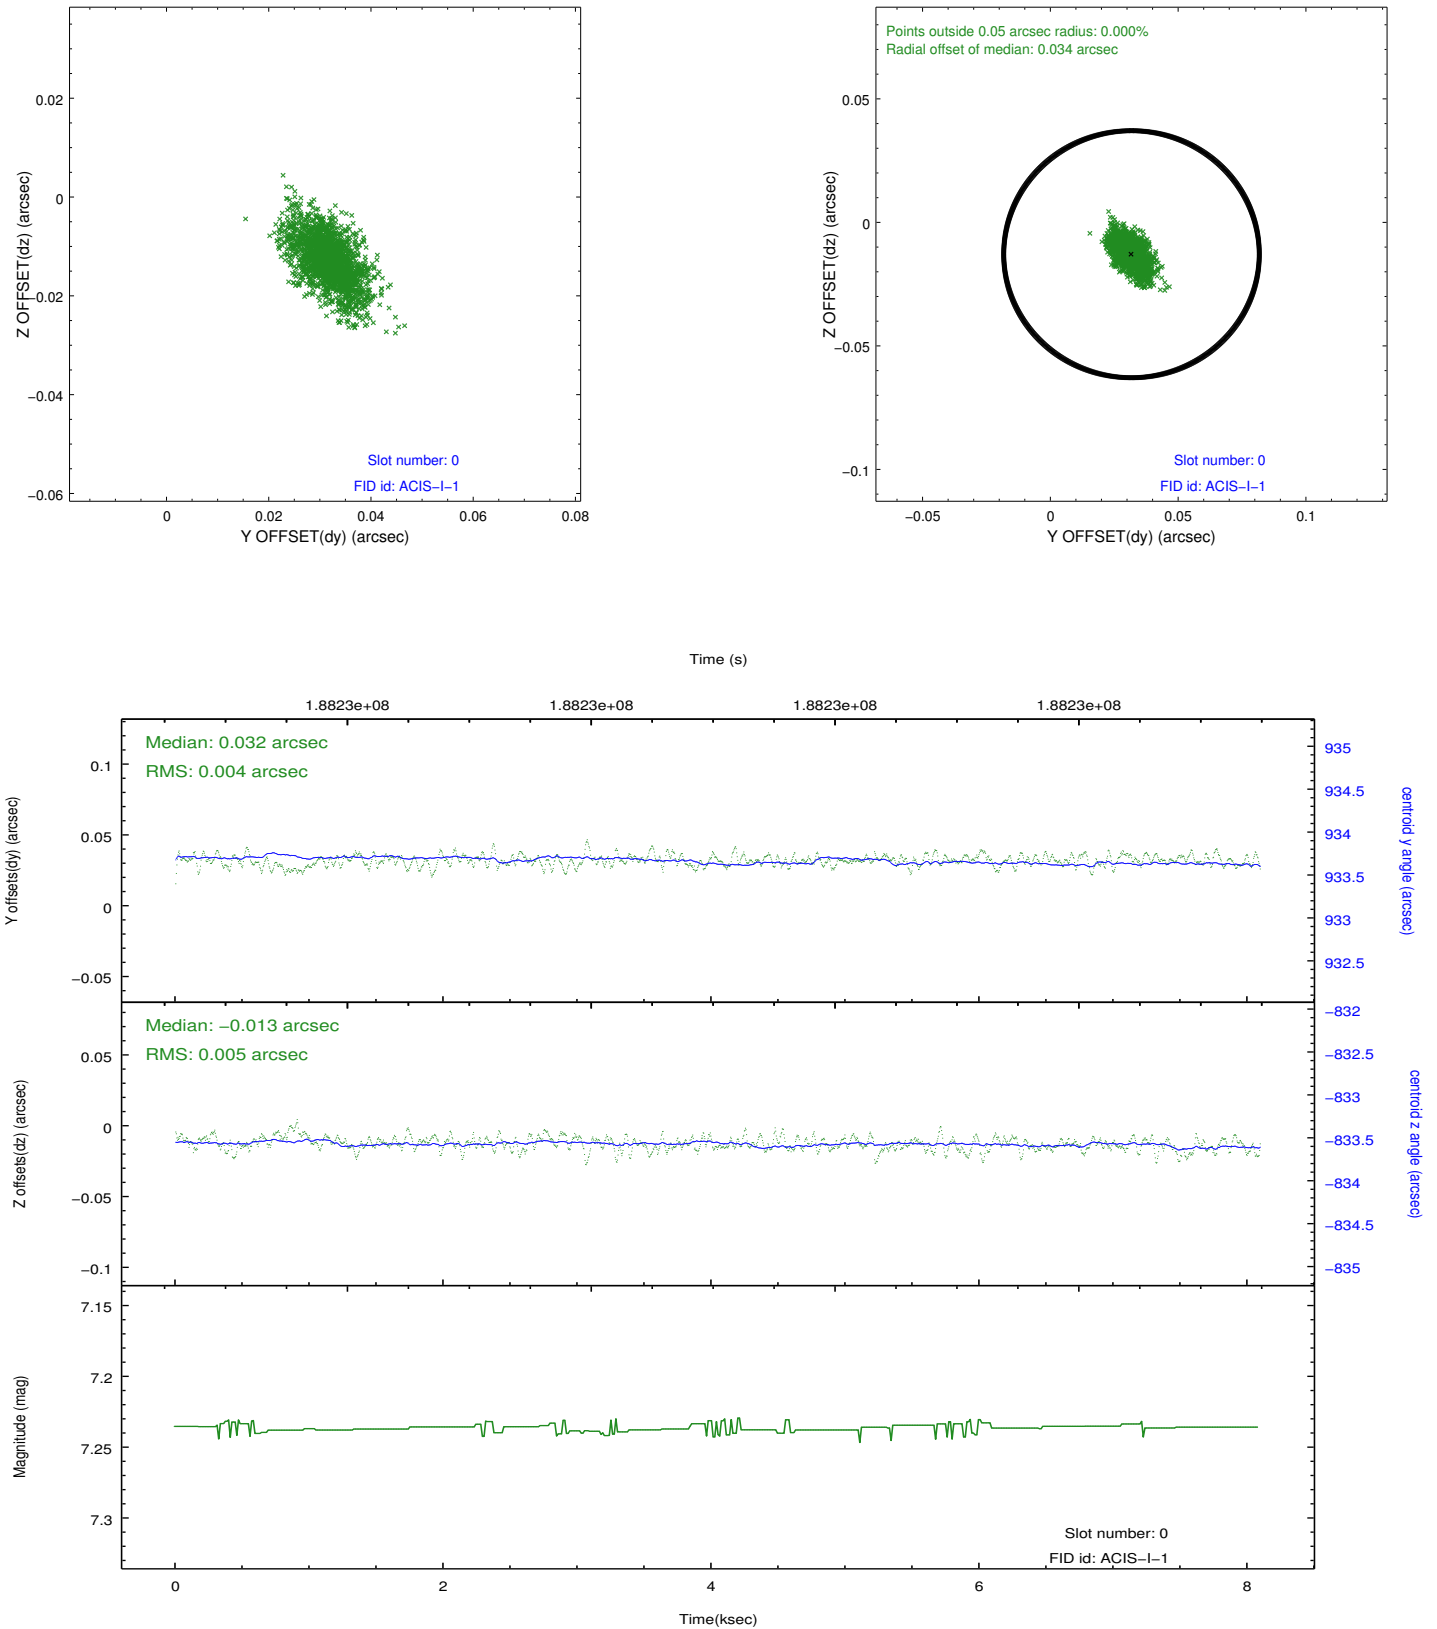 0.02
0
−0.02
−0.04
−0.06
Z OFFSET(dz) (arcsec)
Slot number: 0
FID id: ACIS−I−1
0
0.02
0.04
0.06
0.08
Y OFFSET(dy) (arcsec)
Points outside 0.05 arcsec radius: 0.000%
Radial offset of median: 0.034 arcsec
0.05
0
−0.05
−0.1
Z OFFSET(dz) (arcsec)
Slot number: 0
FID id: ACIS−I−1
−0.05
0
0.05
0.1
Y OFFSET(dy) (arcsec)
Time (s)
1.8823e+08
1.8823e+08
1.8823e+08
1.8823e+08
Median: 0.032 arcsec
RMS: 0.004 arcsec
0.1
0.05
0
−0.05
Y offsets(dy) (arcsec)
935
934.5
934
933.5
933
932.5
centroid y angle (arcsec)
Median: −0.013 arcsec
RMS: 0.005 arcsec
0.05
0
−0.05
−0.1
Z offsets(dz) (arcsec)
−832
−832.5
−833
−833.5
−834
−834.5
−835
centroid z angle (arcsec)
7.15
7.2
7.25
7.3
Magnitude (mag)
Slot number: 0
FID id: ACIS−I−1
0
2
4
6
8
Time(ksec)